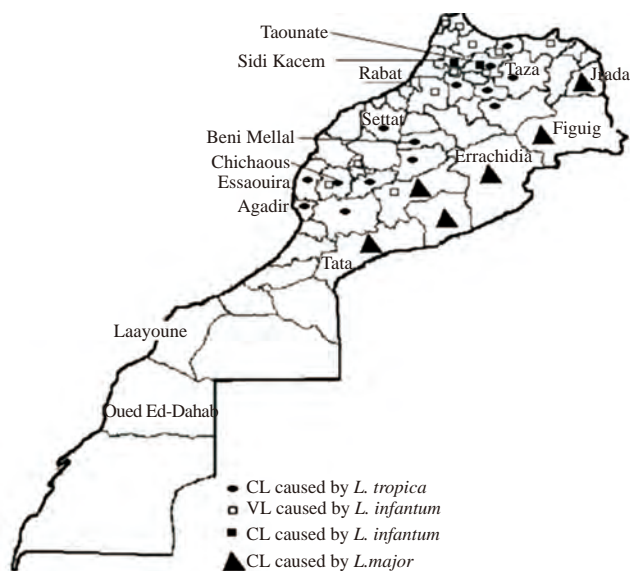 Taounate
Sidi Kacem
Rabat
Taza
Jrada
Settat
Figuig
Beni Mellal
Errachidia
Chichaous
Essaouira
Agadir
Tata
Laayoune
Oued Ed-Dahab
CL caused by L. tropica
VL caused by L. infantum
CL caused by L. infantum
CL caused by L.major